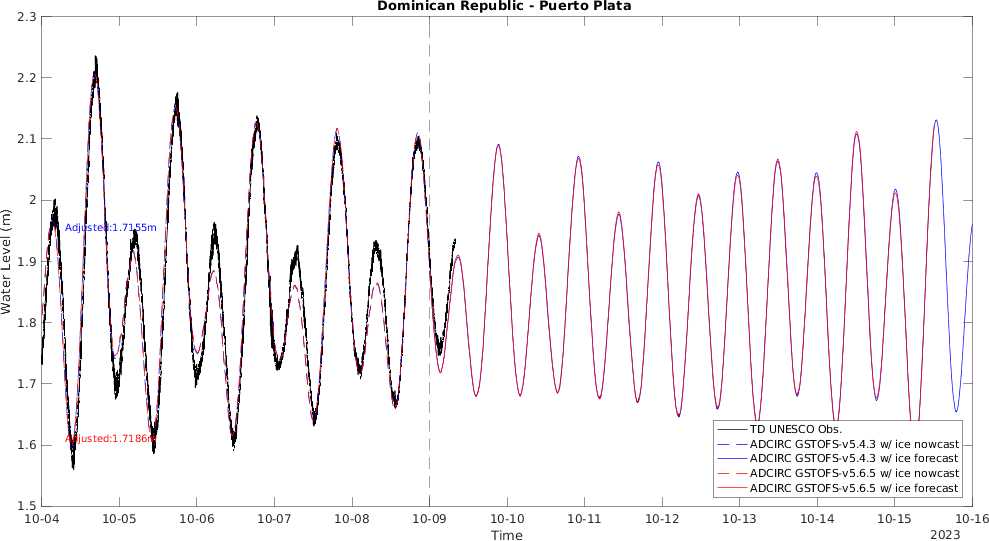 Dominican Republic - Puerto Plata
2.3
2.2
2.1
2
1.9
1.8
1.7
1.6
1.5
Water Level (m)
Adjusted:1.7155m
Adjusted:1.7186m
TD UNESCO Obs.
ADCIRC GSTOFS-v5.4.3 w/ ice nowcast
ADCIRC GSTOFS-v5.4.3 w/ ice forecast
ADCIRC GSTOFS-v5.6.5 w/ ice nowcast
ADCIRC GSTOFS-v5.6.5 w/ ice forecast
10-04 10-05 10-06 10-07 10-08 10-09 10-10 10-11 10-12 10-13 10-14 10-15 10-16
Time
2023